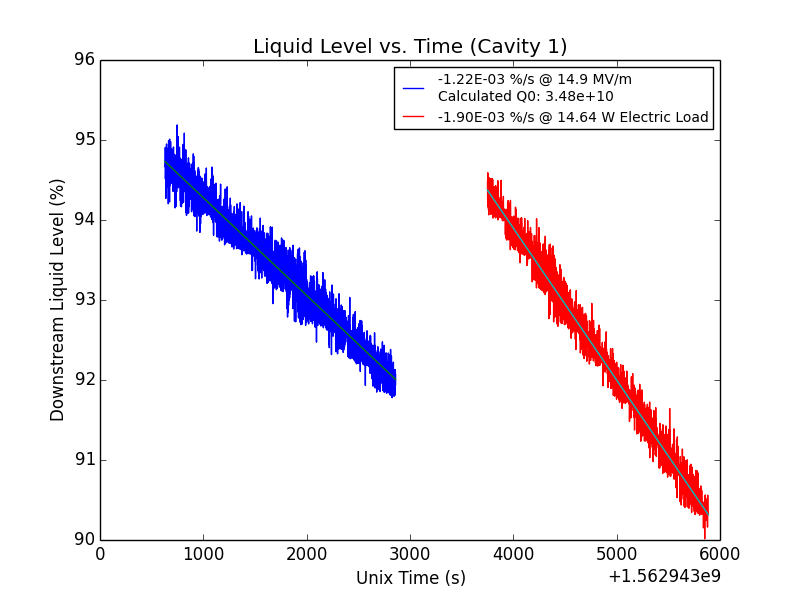 Liquid Level vs. Time (Cavity 1)
-1.22E-03 %/s @ 14.9 MV/m
Calculated Q0: 3.48e+10
-1.90E-03 %/s @ 14.64 W Electric Load
Downstream Liquid Level (%)
96
95
94
93
92
91
90
0 1000 2000 3000 4000 5000 6000
Unix Time (s)
+1.562943e9